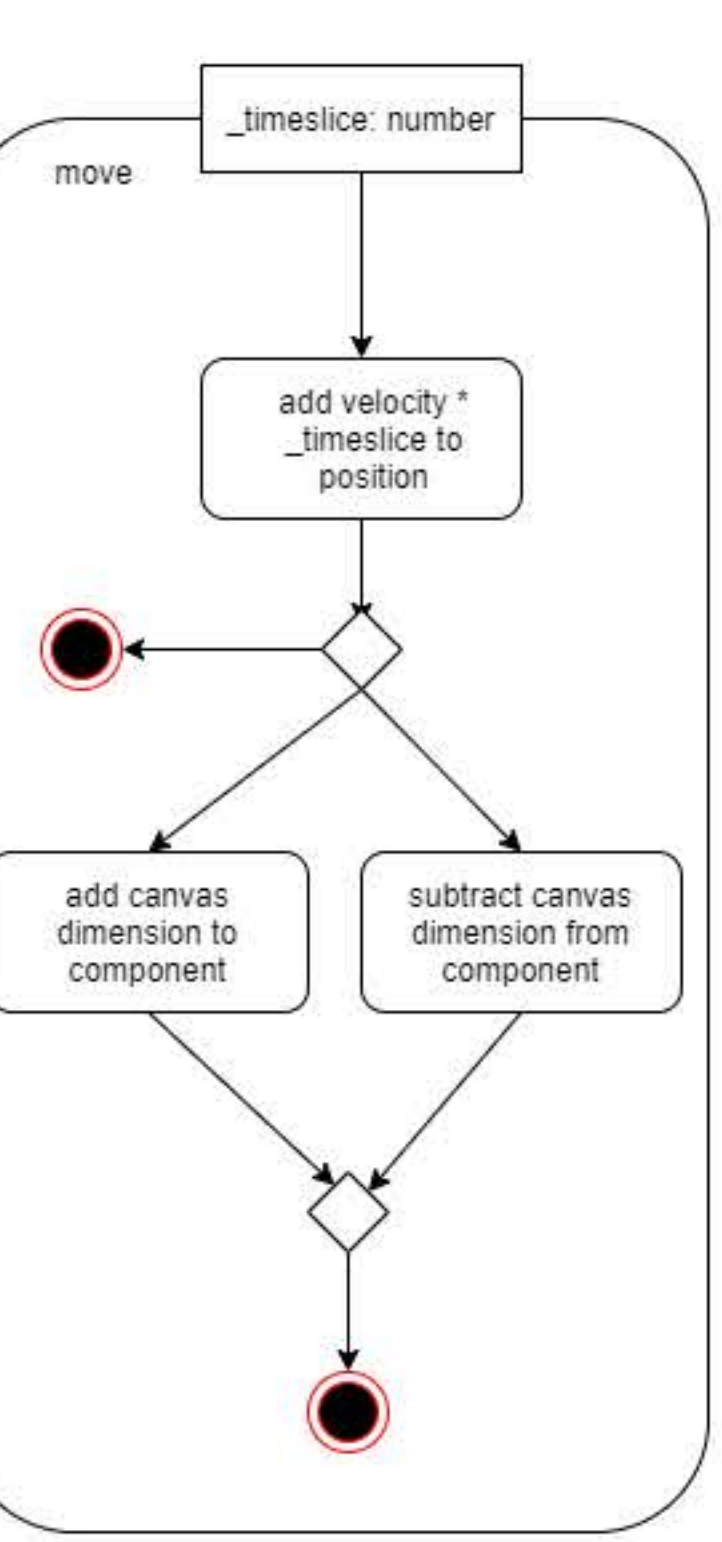 _timeslice: number
move
add velocity *
_timeslice to
position
add canvas
dimension to
component
subtract canvas
dimension from
component